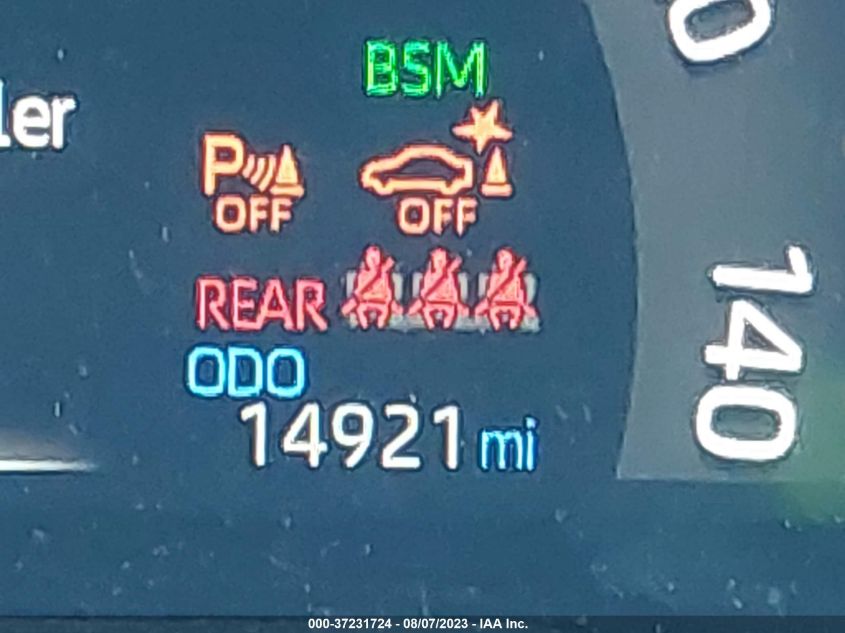 BSM
ler
P
OFF
OFF
REAR
ODO
14921 mi
140
000-37231724 - 08/07/2023 - IAA Inc.